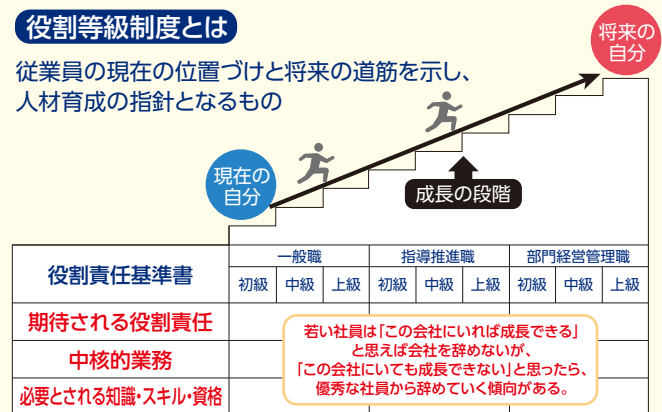 役割等級制度とは
従業員の現在の位置づけと将来の道筋を示し、
人材育成の指針となるもの
将来の
自分
現在の
自分
成長の段階
役割責任基準書
一般職
指導推進職
部門経営管理職
初級
中級
上級
初級
中級
上級
初級
中級
上級
期待される役割責任
中核的業務
必要とされる知識・スキル・資格
若い社員は「この会社にいれば成長できる」
と思えば会社を辞めないが、
「この会社にいても成長できない」と思ったら、
優秀な社員から辞めていく傾向がある。